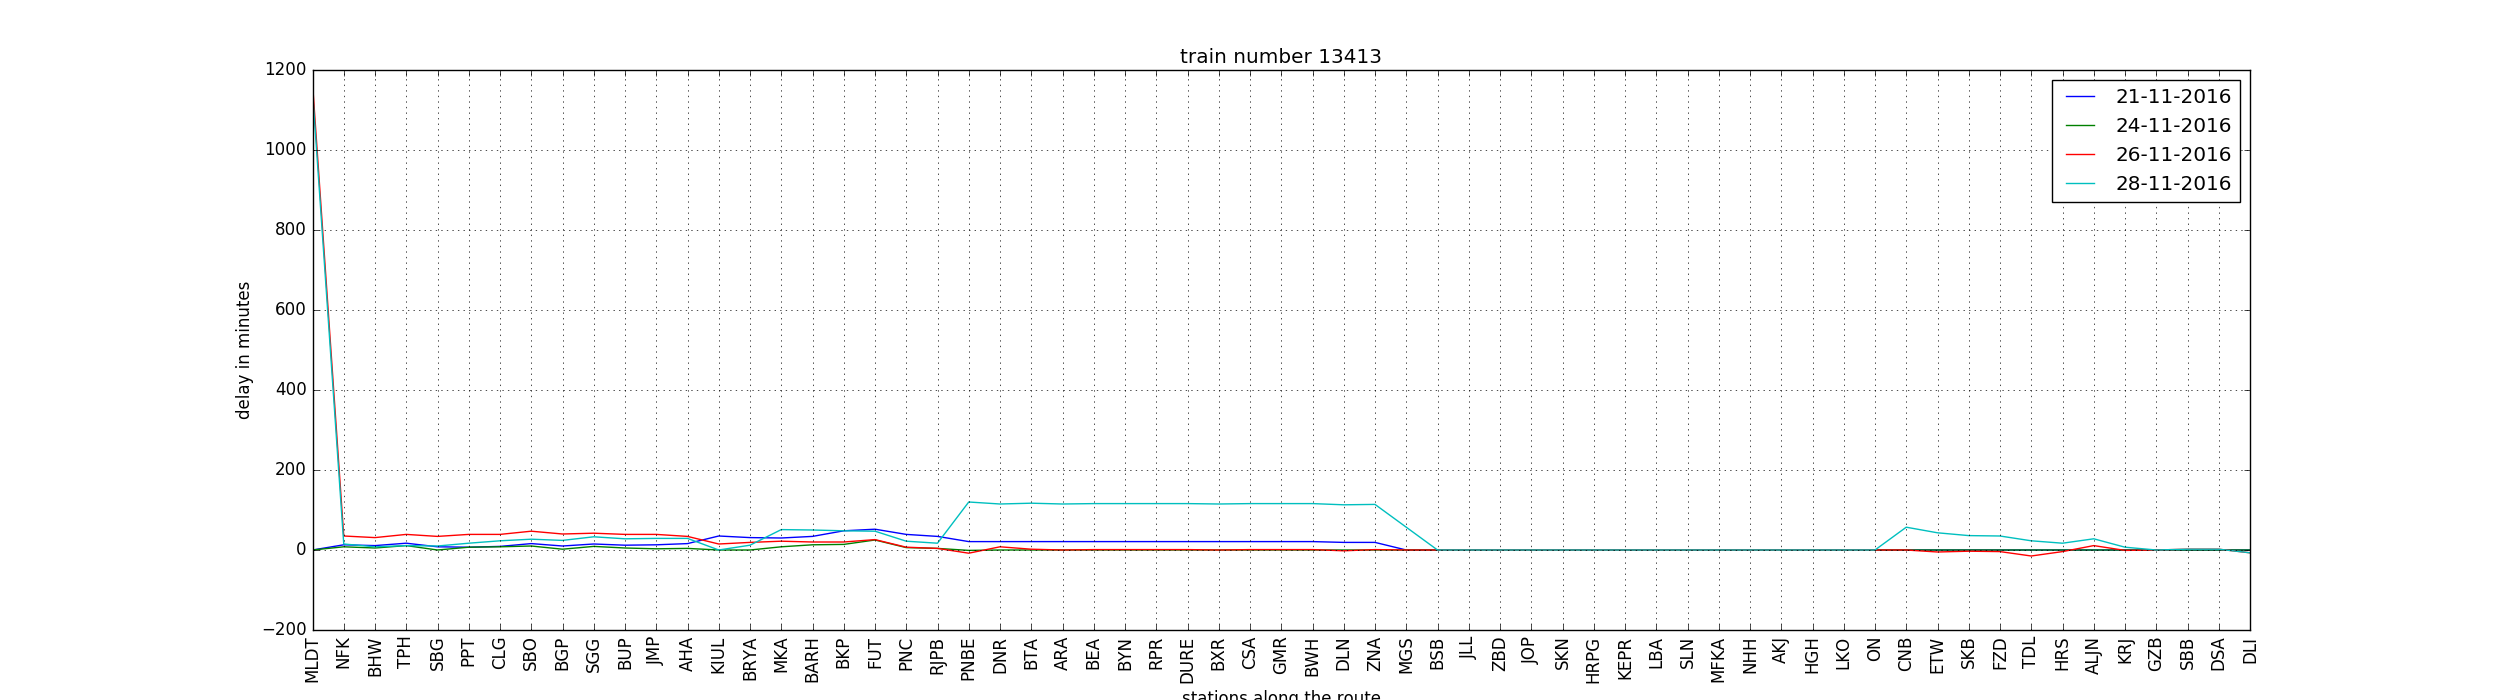 train number 13413
1200
1000
800
600
400
200
0
−200
delay in minutes
21-11-2016
24-11-2016
26-11-2016
28-11-2016
MLDT
NFK
BHW
TPH
SBG
PPT
CLG
SBO
BGP
SGG
BUP
JMP
AHA
KIUL
BRYA
MKA
BARH
BKP
FUT
PNC
RJPB
PNBE
DNR
BTA
ARA
BEA
BYN
RPR
DURE
BXR
CSA
GMR
BWH
DLN
ZNA
MGS
BSB
JLL
ZBD
JOP
SKN
HRPG
KEPR
LBA
SLN
MFKA
NHH
AKJ
HGH
LKO
ON
CNB
ETW
SKB
FZD
TDL
HRS
ALJN
KRJ
GZB
SBB
DSA
DLI
stations along the route